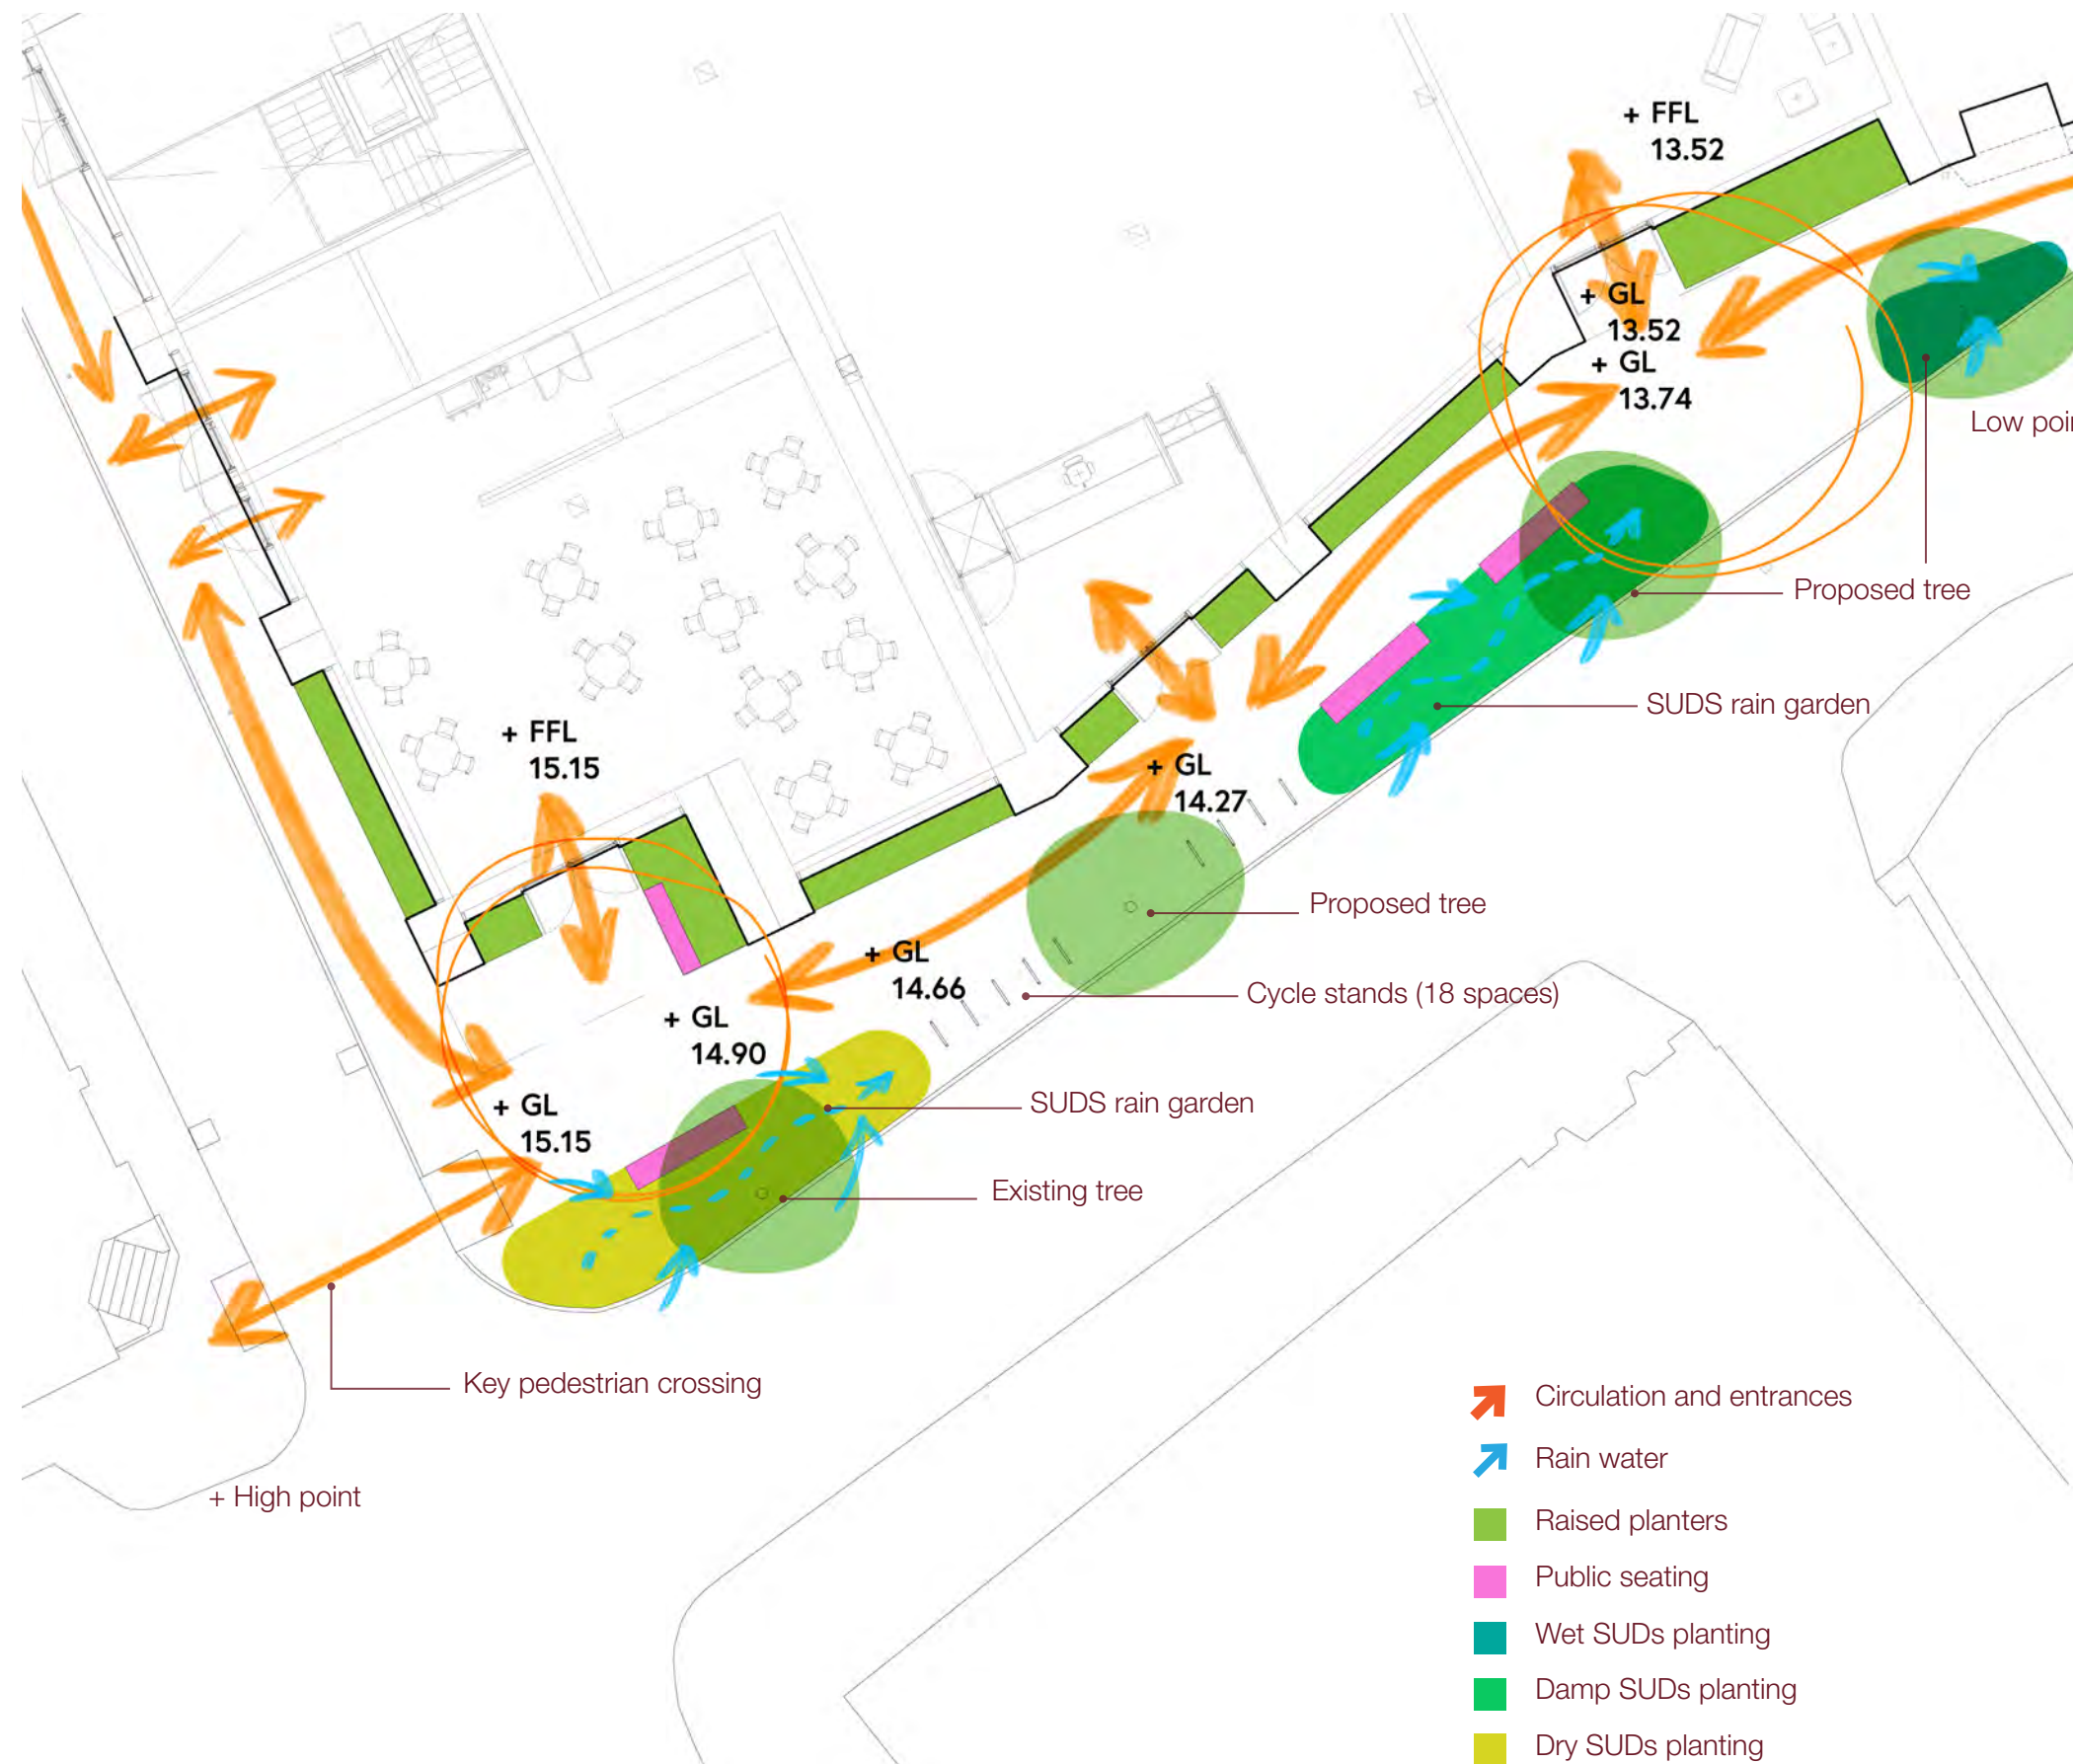 + FFL
13.52
+ GL
13.52
+ GL
13.74
Low poi
Proposed tree
SUDS rain garden
+ FFL
15.15
+ GL
14.27
Proposed tree
+ GL
14.66
Cycle stands (18 spaces)
+ GL
14.90
SUDS rain garden
+ GL
15.15
Existing tree
Key pedestrian crossing
+ High point
Circulation and entrances
Rain water
Raised planters
Public seating
Wet SUDs planting
Damp SUDs planting
Dry SUDs planting